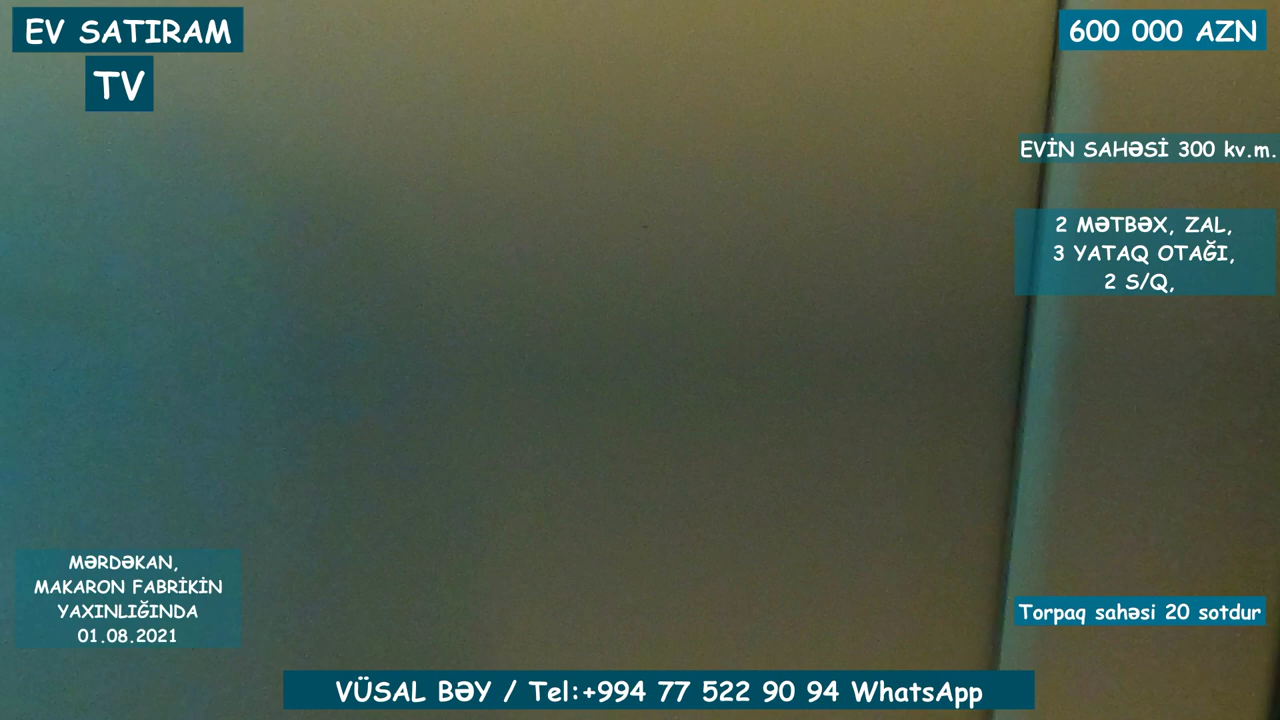 EV SATIRAM
TV
600 000 AZN
EVİN SAHƏSİ 300 kv.m.
2 MƏTBƏX, ZAL,
3 YATAQ OTAĞI,
2 S/Q,
MƏRDƏKAN,
MAKARON FABRİKİN
YAXINLIĞINDA
01.08.2021
Torpaq sahəsi 20 sotdur
VÜSAL BƏY / Tel:+994 77 522 90 94 WhatsApp